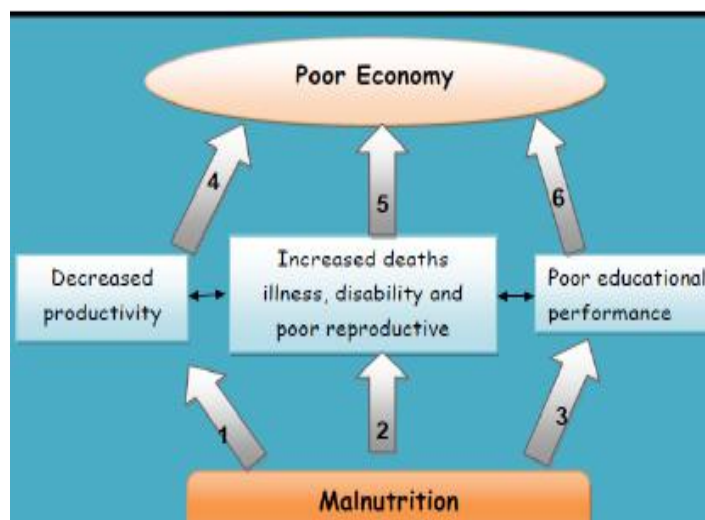 Poor Economy
4
5
6
Decreased
productivity
Increased deaths
illness, disability and
poor reproductive
Poor educational
performance
1
2
3
Malnutrition